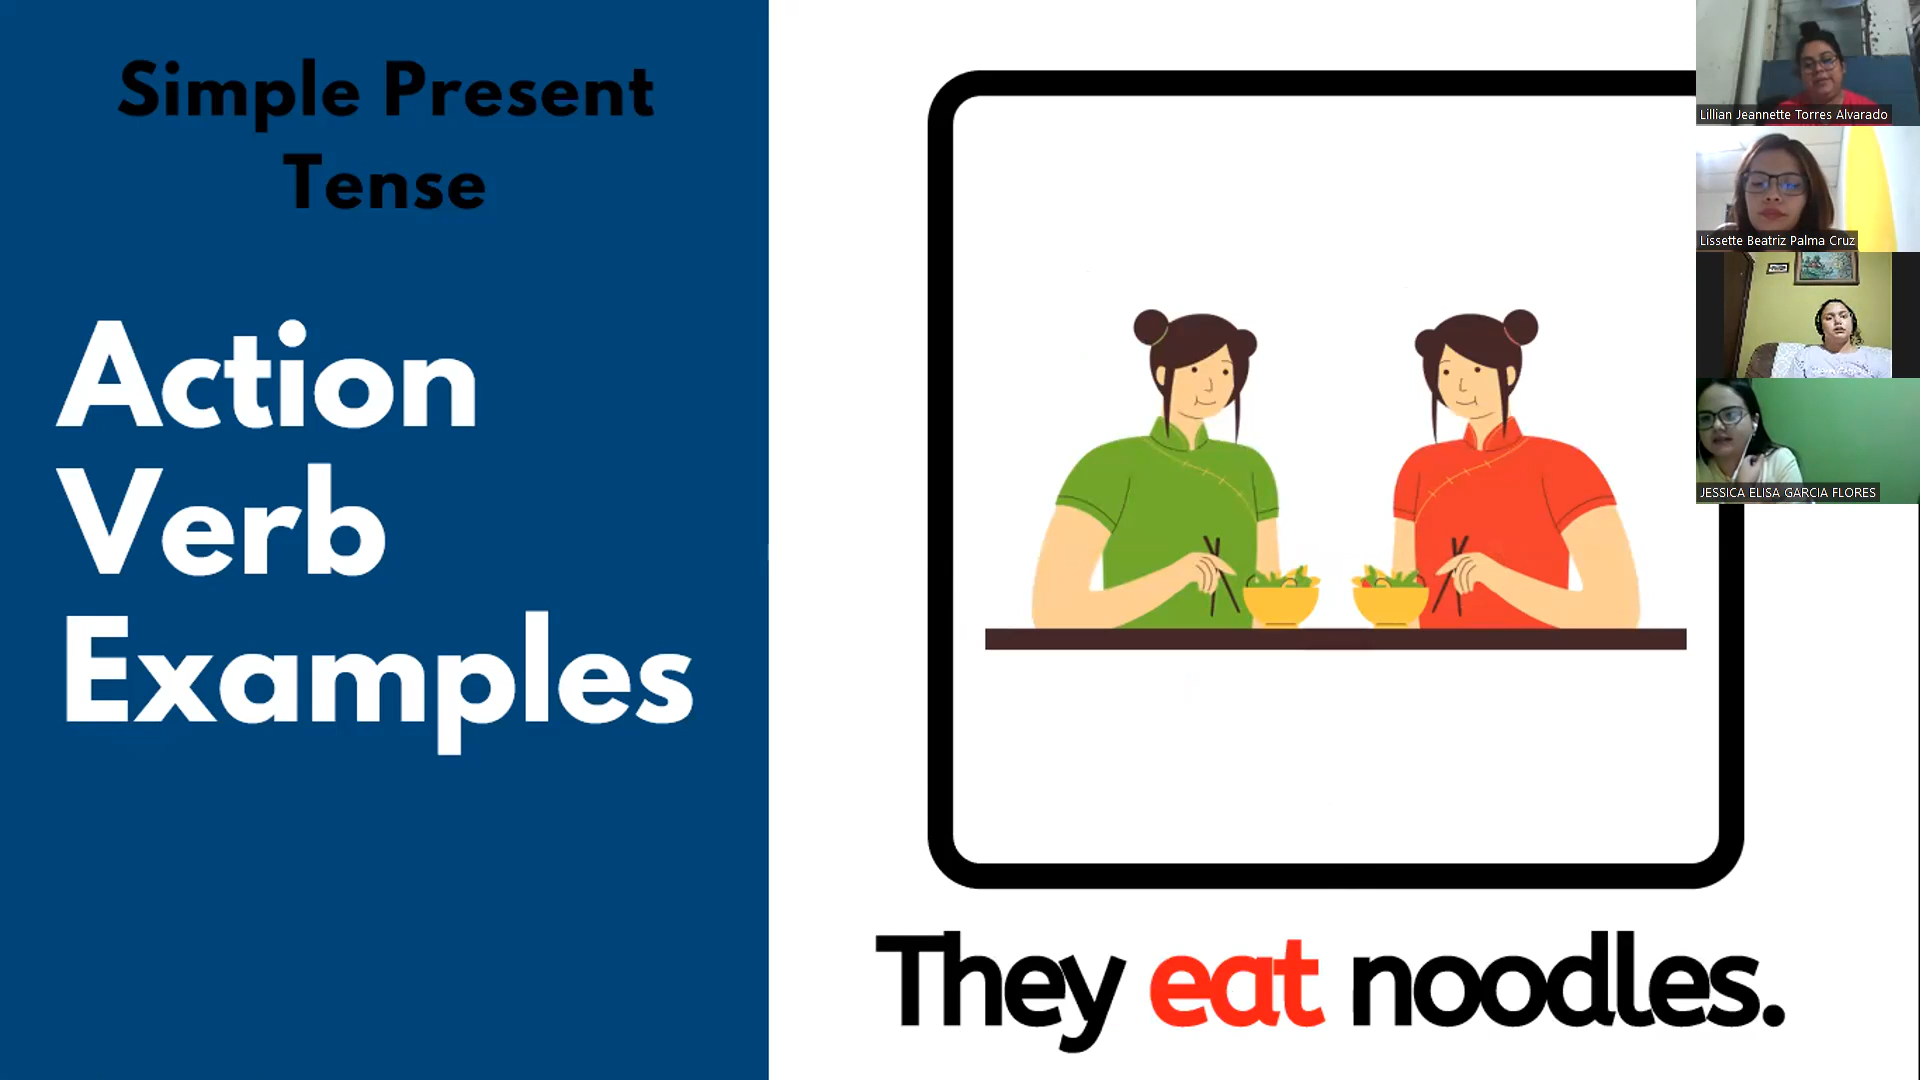 Simple Present
Tense
Action
Verb
Examples
They eat noodles.
Lillian Jeannette Torres Alvarado
Lissette Beatriz Palma Cruz
JESSICA ELISA GARCIA FLORES